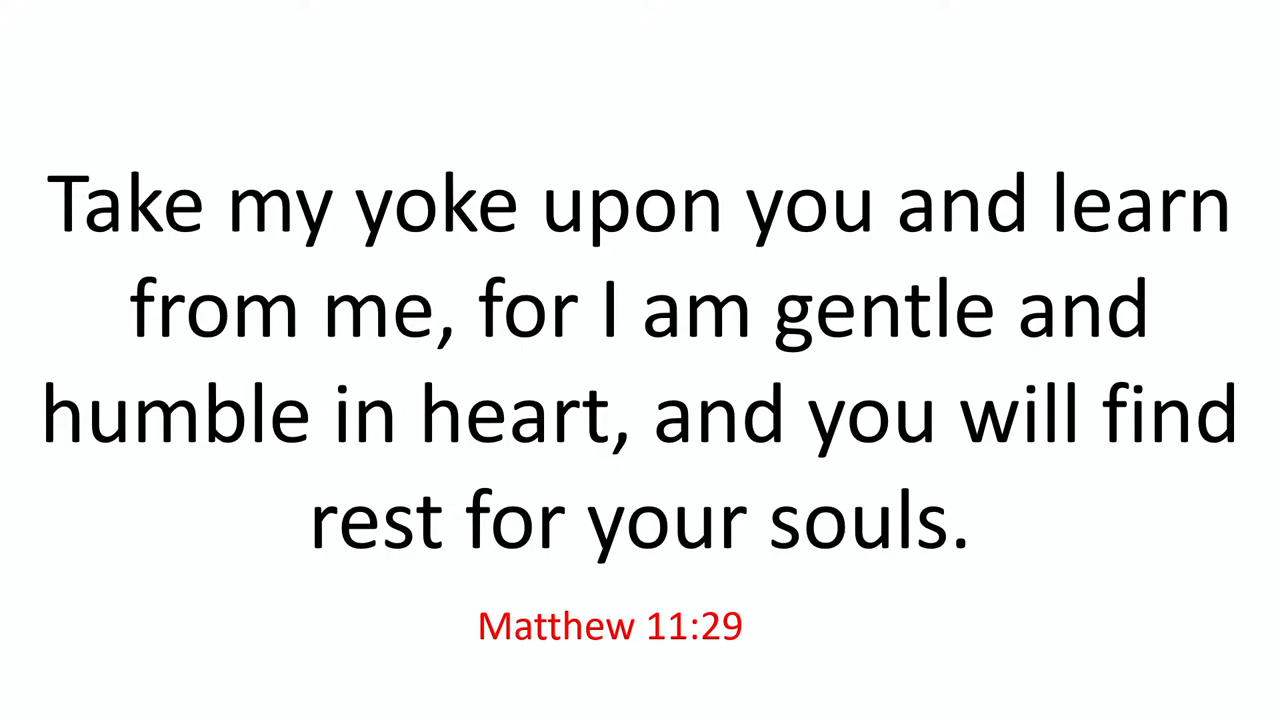 Take my yoke upon you and learn
from me, for I am gentle and
humble in heart, and you will find
rest for your souls.
Matthew 11:29